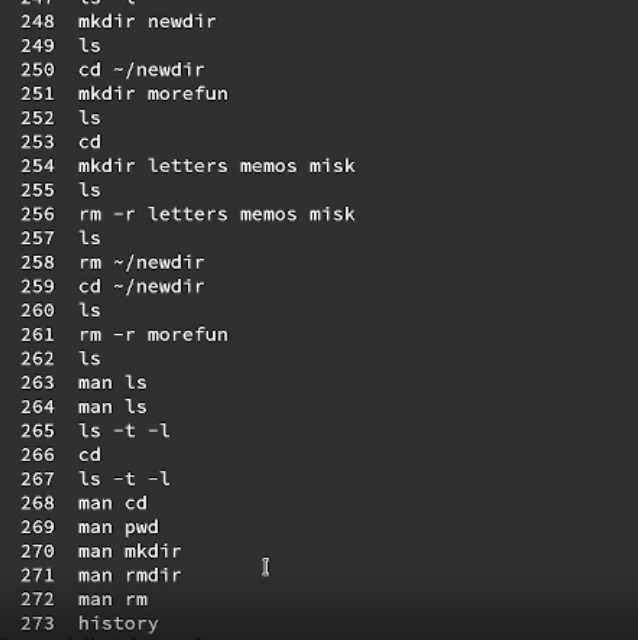 248 mkdir newdir
249 ls
250 cd ~/newdir
251 mkdir morefun
252 ls
253 cd
254 mkdir letters memos misk
255 ls
256 rm -r letters memos misk
257 ls
258 rm ~/newdir
259 cd ~/newdir
260 ls
261 rm -r morefun
262 ls
263 man ls
264 man ls
265 ls -t -l
266 cd
267 ls -t -l
268 man cd
269 man pwd
270 man mkdir
271 man rmdir
272 man rm
273 history